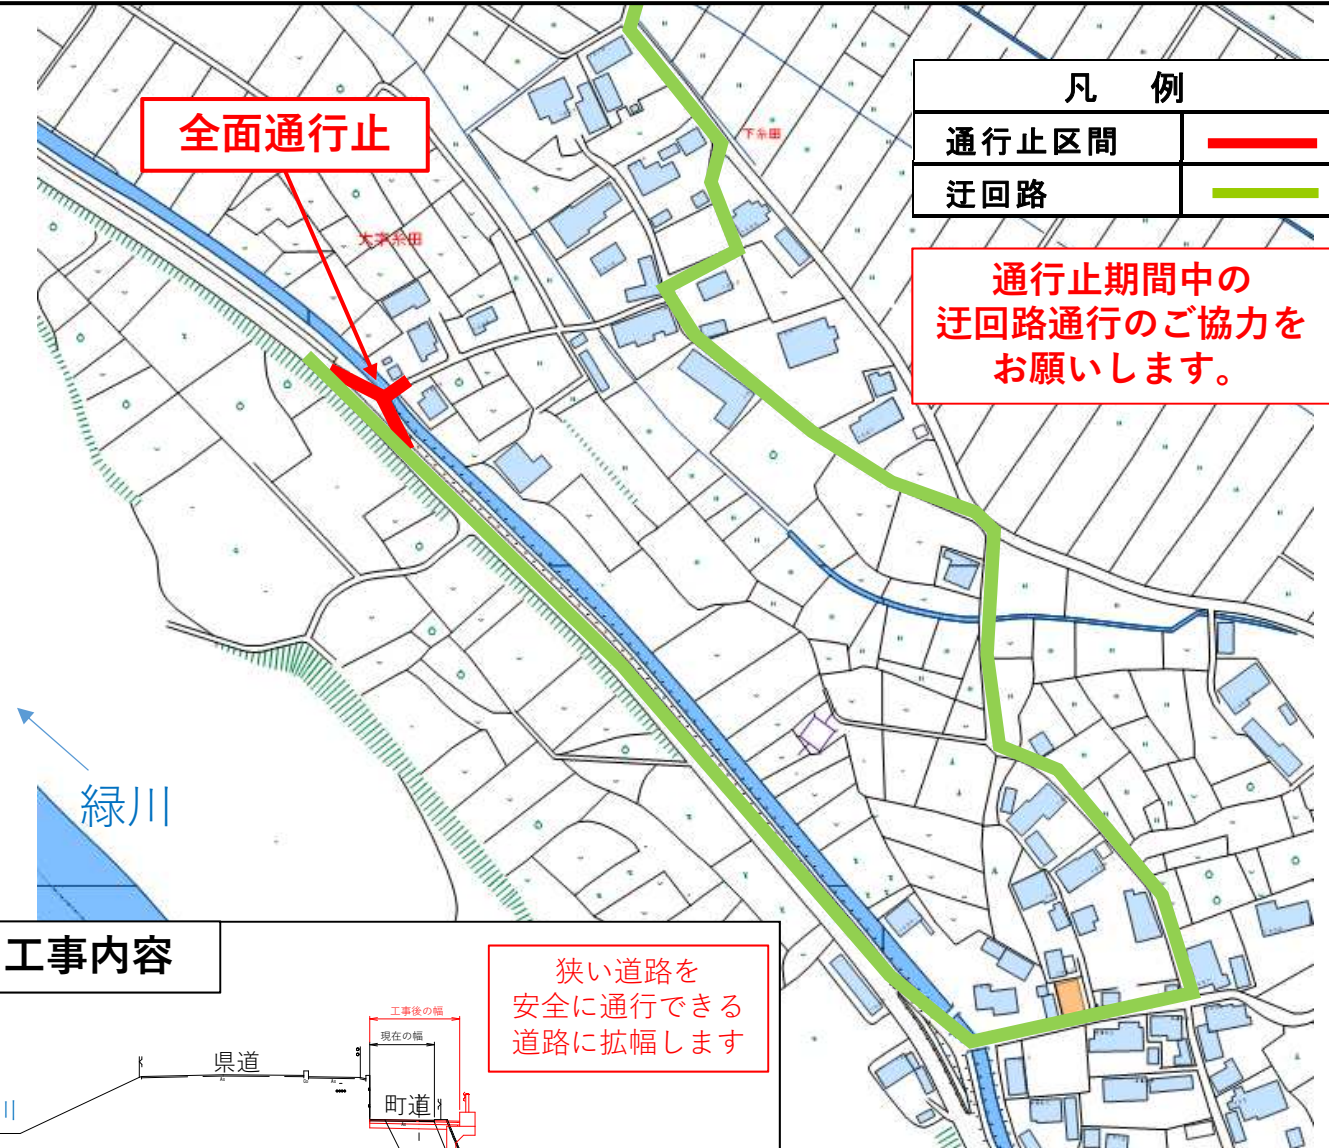 全面通行止
凡 例
通行止区間
迂回路
下糸田
大字糸田
通行止期間中の
迂回路通行のご協力を
お願いします。
緑川
工事内容
狭い道路を
安全に通行できる
道路に拡幅します
工事後の幅
現在の幅
県道
町道
川